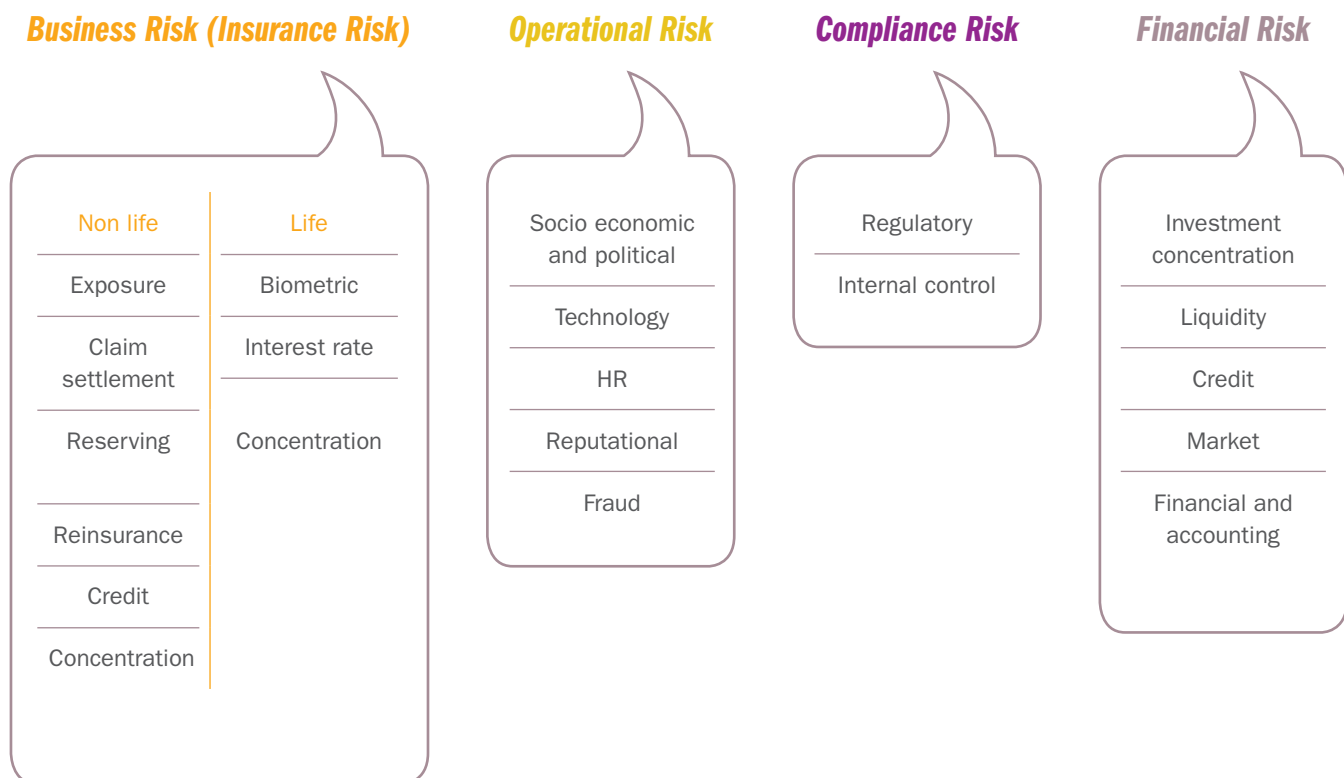 Business Risk (Insurance Risk)
Non life
Exposure
Claim
settlement
Reserving
Reinsurance
Credit
Concentration
Life
Biometric
Interest rate
Concentration
Operational Risk
Socio economic
and political
Technology
HR
Reputational
Fraud
Compliance Risk
Regulatory
Internal control
Financial Risk
Investment
concentration
Liquidity
Credit
Market
Financial and
accounting